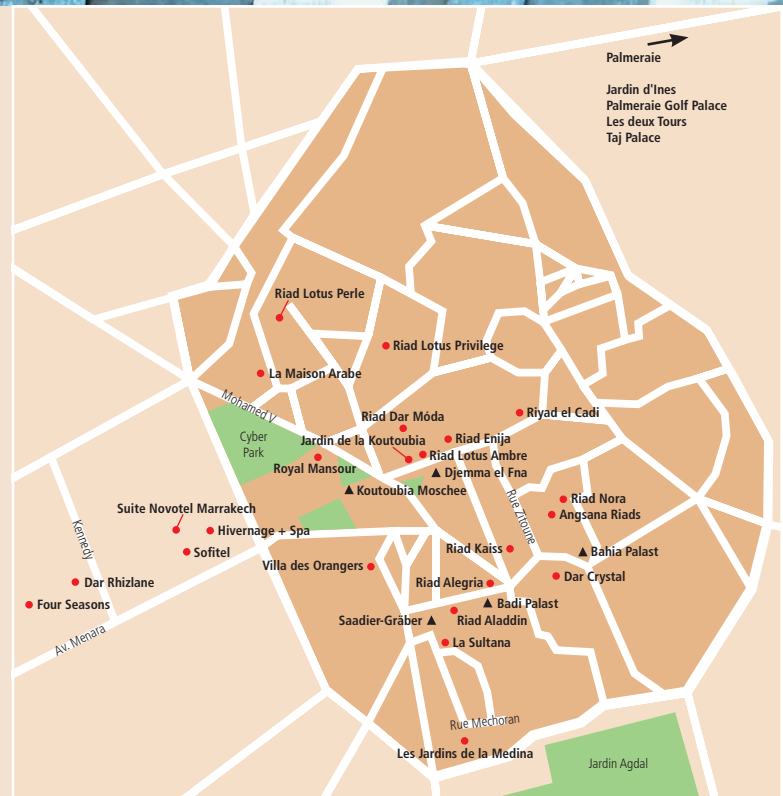 Palmeraie
Jardin d'Ines
Palmeraie Golf Palace
Les deux Tours
Taj Palace
Riad Lotus Perle
Riad Lotus Privilege
La Maison Arabe
Mohamed V
Riad Dar Móda
Riyad el Cadi
Cyber
Park
Jardin de la Koutoubia
Riad Enija
Riad Lotus Ambre
Royal Mansour
Djemma el Fna
Koutoubia Moschee
Rue Zitoune
Riad Nora
Suite Novotel Marrakech
Angsana Riads
Hivernage + Spa
Kennedy
Sofitel
Riad Kaiss
Bahia Palast
Villa des Orangers
Dar Rhizlane
Riad Alegria
Dar Crystal
Four Seasons
Badi Palast
Saadier-Gräber
Riad Aladdin
Av. Menara
La Sultana
Rue Mechoran
Les Jardins de la Medina
Jardin Agdal